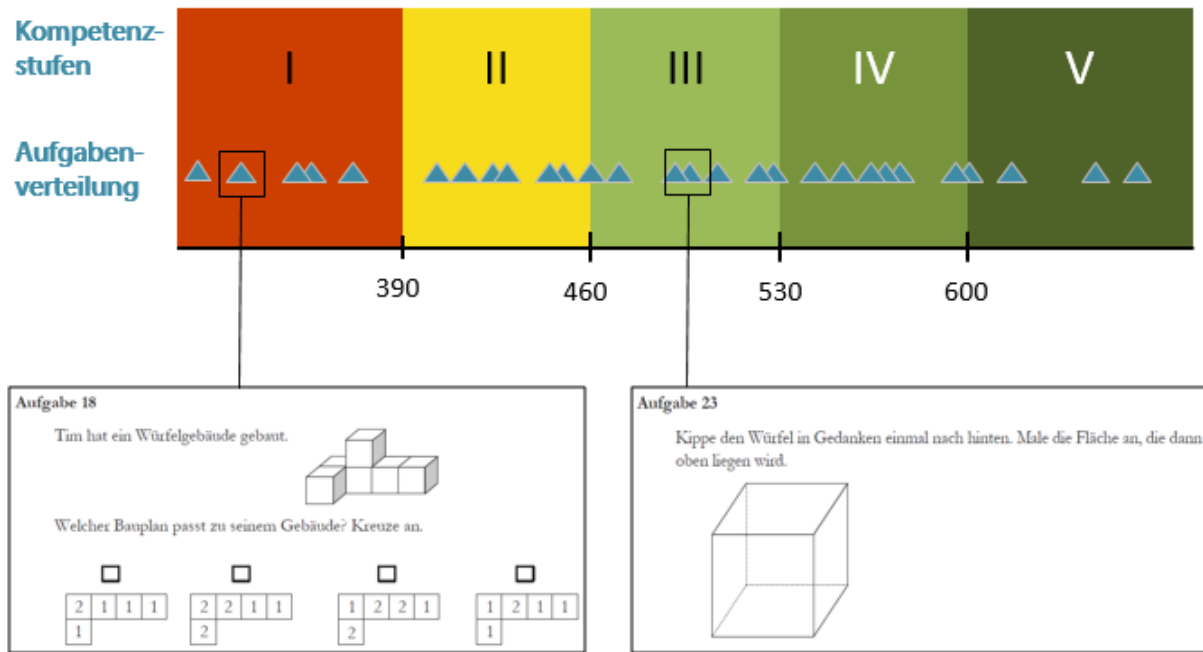 Kompetenz-
stufen
I II III IV V
Aufgaben-
verteilung
390 460 530 600
Aufgabe 18
Tim hat ein Würfelgebäude gebaut.
Welcher Bauplan passt zu seinem Gebäude? Kreuze an.
2 1 1 1
1
2 2 1 1
2
1 2 2 1
2
1 2 1 1
1
Aufgabe 23
Kippe den Würfel in Gedanken einmal nach hinten. Male die Fläche an, die dann
oben liegen wird.